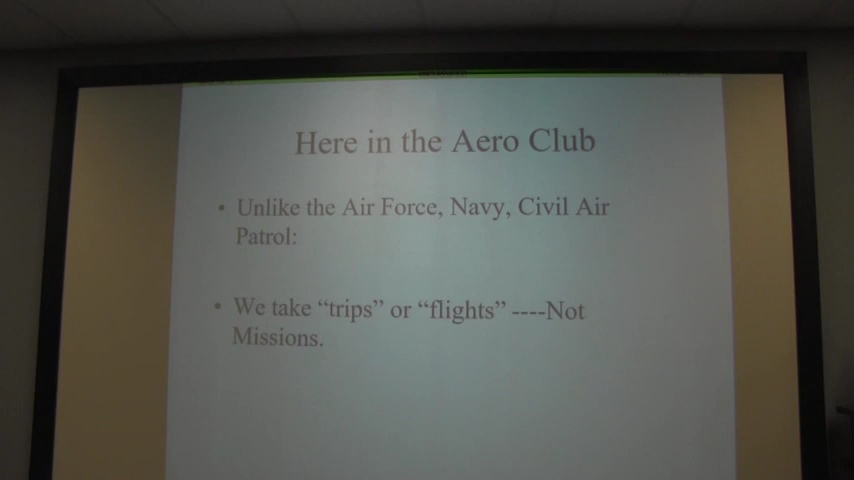 Here in the Aero Club
• Unlike the Air Force, Navy, Civil Air
Patrol:
• We take “trips” or “flights” ----Not
Missions.